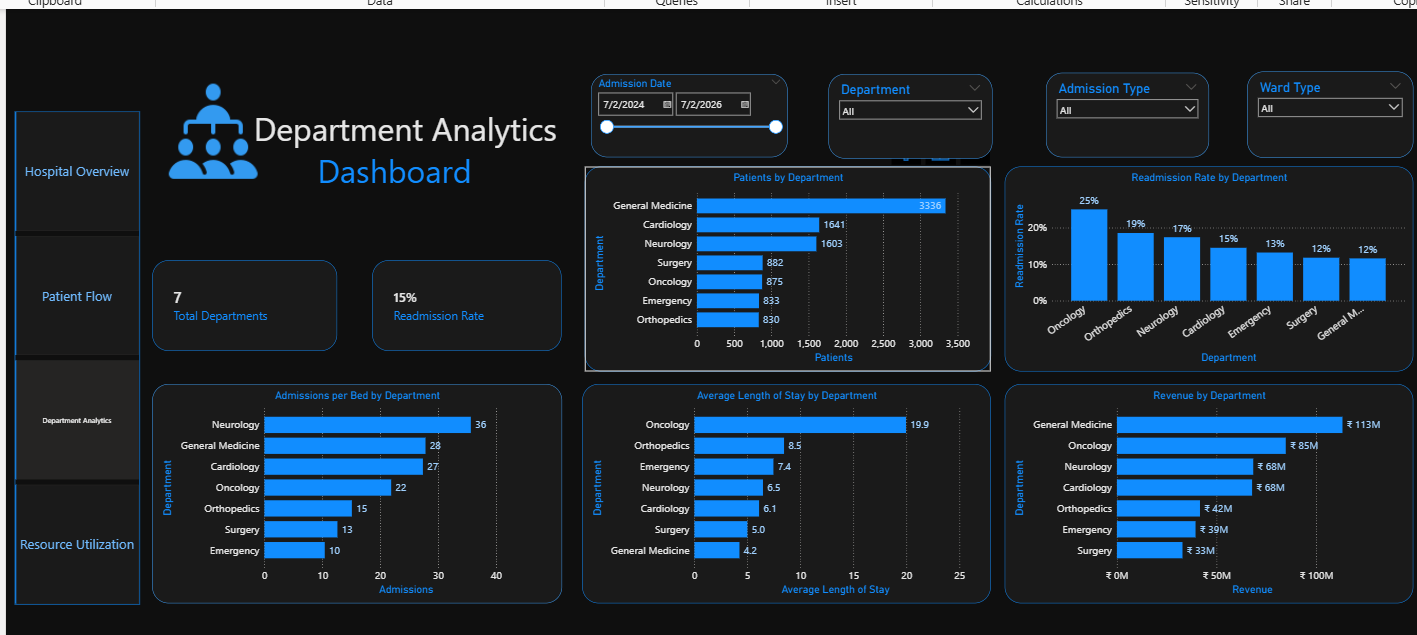 Clipboard
Data
Queries
Insert
Calculations
Sensitivity
Share
Hospital Overview
Patient Flow
Department Analytics
Resource Utilization
Department Analytics
Dashboard
Admission Date
7/2/2024
7/2/2026
Department
All
Admission Type
All
Ward Type
All
7
Total Departments
15%
Readmission Rate
Patients by Department
Department
General Medicine 3336
Cardiology 1641
Neurology 1603
Surgery 882
Oncology 875
Emergency 833
Orthopedics 830
0 500 1,000 1,500 2,000 2,500 3,000 3,500
Patients
Readmission Rate by Department
Readmission Rate
20%
10%
0%
25% 19% 17% 15% 13% 12% 12%
Oncology Orthopedics Neurology Cardiology Emergency Surgery General M...
Department
Admissions per Bed by Department
Department
Neurology 36
General Medicine 28
Cardiology 27
Oncology 22
Orthopedics 15
Surgery 13
Emergency 10
0 10 20 30 40
Admissions
Average Length of Stay by Department
Department
Oncology 19.9
Orthopedics 8.5
Emergency 7.4
Neurology 6.5
Cardiology 6.1
Surgery 5.0
General Medicine 4.2
0 5 10 15 20 25
Average Length of Stay
Revenue by Department
Department
General Medicine ₹ 113M
Oncology ₹ 85M
Neurology ₹ 68M
Cardiology ₹ 68M
Orthopedics ₹ 42M
Emergency ₹ 39M
Surgery ₹ 33M
₹ 0M ₹ 50M ₹ 100M
Revenue